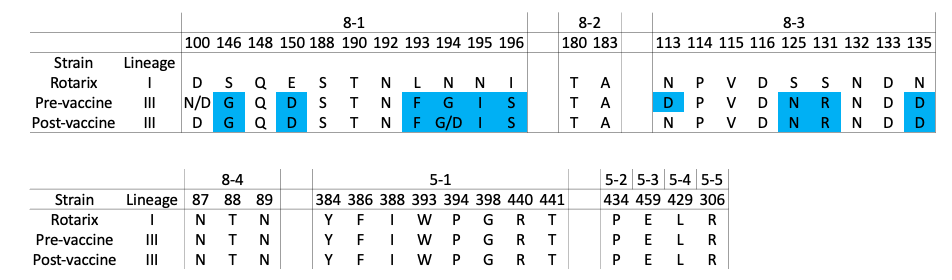 8-1 8-2 8-3
100 146 148 150 188 190 192 193 194 195 196 180 183 113 114 115 116 125 131 132 133 135
Strain Lineage
Rotarix I D S Q E S T N L N N I T A N P V D S S N D N
Pre-vaccine III N/D G Q D S T N F G I S T A D P V D N R N D D
Post-vaccine III D G Q D S T N F G/D I S T A N P V D N R N D D
8-4 5-1 5-2 5-3 5-4 5-5
Strain Lineage 87 88 89 384 386 388 393 394 398 440 441 434 459 429 306
Rotarix I N T N Y F I W P G R T P E L R
Pre-vaccine III N T N Y F I W P G R T P E L R
Post-vaccine III N T N Y F I W P G R T P E L R